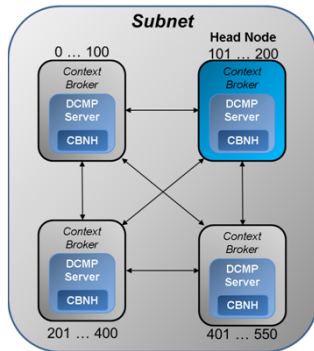 Subnet
Head Node
0 ... 100
101 ... 200
Context
Broker
DCMP
Server
CBNH
Context
Broker
DCMP
Server
CBNH
Context
Broker
DCMP
Server
CBNH
Context
Broker
DCMP
Server
CBNH
201 ... 400
401 ... 550